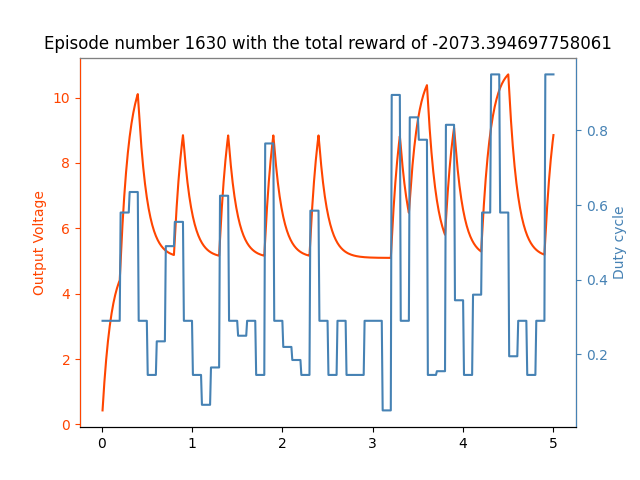 Episode number 1630 with the total reward of -2073.394697758061
10
8
6
4
2
0
Output Voltage
0.8
0.6
0.4
0.2
Duty cycle
0 1 2 3 4 5